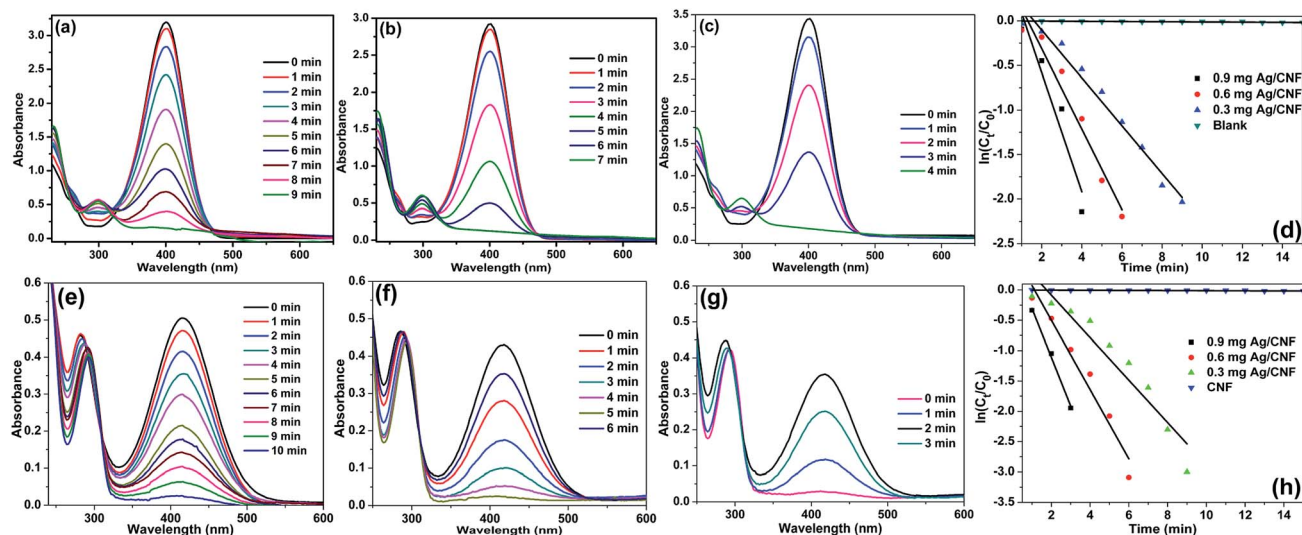 (a)
Absorbance
3.0
2.5
2.0
1.5
1.0
0.5
0.0
300 400 500 600
Wavelength (nm)
0 min
1 min
2 min
3 min
4 min
5 min
6 min
7 min
8 min
9 min
(b)
Absorbance
3.0
2.5
2.0
1.5
1.0
0.5
0.0
300 400 500 600
Wavelength (nm)
0 min
1 min
2 min
3 min
4 min
5 min
6 min
7 min
(c)
Absorbance
3.5
3.0
2.5
2.0
1.5
1.0
0.5
0.0
300 400 500 600
Wavelength (nm)
0 min
1 min
2 min
3 min
4 min
(d)
ln(Ct/C0)
0.0
-0.5
-1.0
-1.5
-2.0
-2.5
2 4 6 8 10 12 14
Time (min)
0.9 mg Ag/CNF
0.6 mg Ag/CNF
0.3 mg Ag/CNF
Blank
(e)
Absorbance
0.6
0.5
0.4
0.3
0.2
0.1
0.0
300 400 500 600
Wavelength (nm)
0 min
1 min
2 min
3 min
4 min
5 min
6 min
7 min
8 min
9 min
10 min
(f)
Absorbance
0.6
0.5
0.4
0.3
0.2
0.1
0.0
300 400 500 600
Wavelength (nm)
0 min
1 min
2 min
3 min
4 min
5 min
6 min
(g)
Absorbance
0.6
0.5
0.4
0.3
0.2
0.1
0.0
300 400 500 600
Wavelength (nm)
0 min
1 min
2 min
3 min
(h)
ln(Ct/C0)
0.0
-0.5
-1.0
-1.5
-2.0
-2.5
-3.0
-3.5
2 4 6 8 10 12 14
Time (min)
0.9 mg Ag/CNF
0.6 mg Ag/CNF
0.3 mg Ag/CNF
CNF